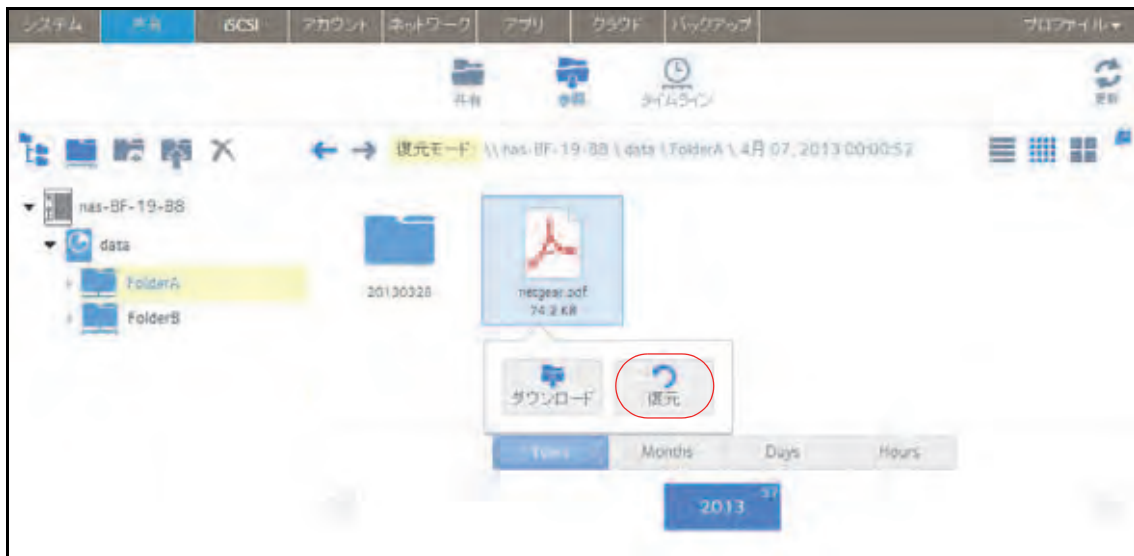 システム 共有 iSCSI アカウント ネットワーク アプリ クラウド バックアップ プロファイル
共有 参照 タイムライン 更新
復元モード: \\ nas-BF-19-B8 \ data \ FolderA \ 4月 07, 2013 00:00:52
nas-BF-19-B8
data
FolderA
FolderB
20130328
netgear.pdf
74.2 KB
ダウンロード 復元
Years Months Days Hours
2013 57